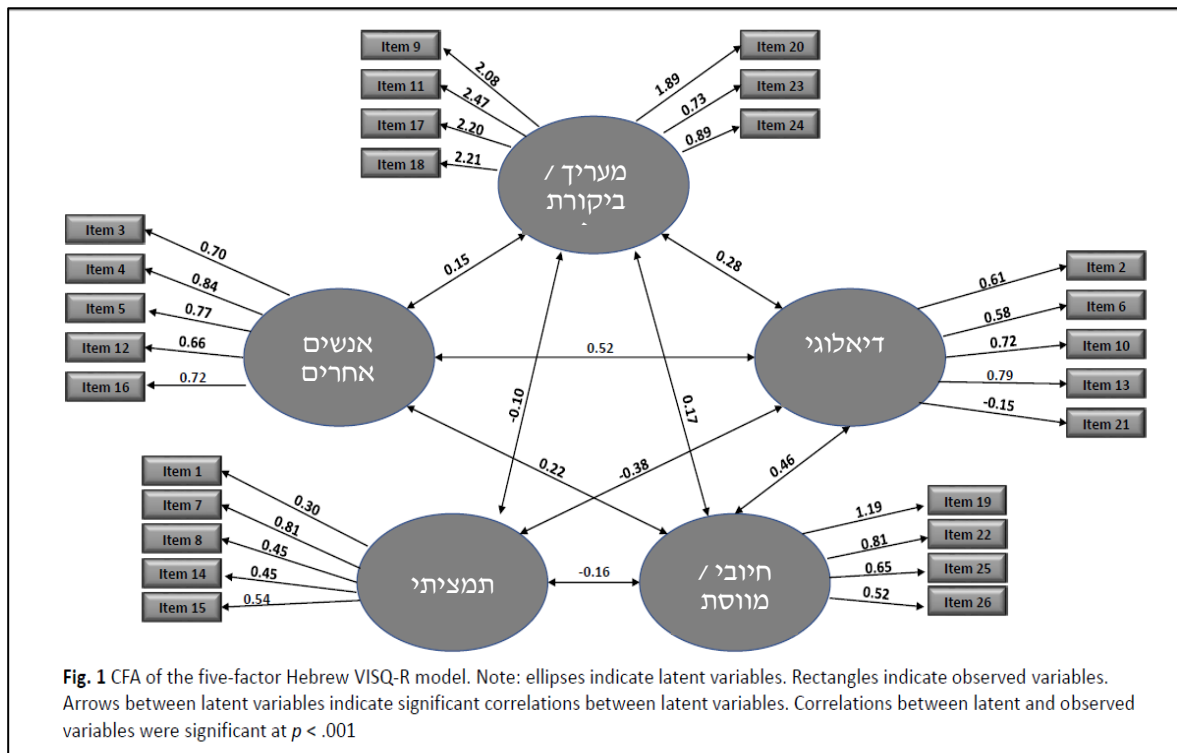 Item 9
Item 11
Item 17
Item 18
2.08
2.47
2.20
2.21
Item 20
Item 23
Item 24
1.89
0.73
0.89
מעריך /
ביקורת
Item 3
Item 4
Item 5
Item 12
Item 16
0.70
0.84
0.77
0.66
0.72
אנשים
אחרים
0.15
0.28
0.52
דיאלוגי
0.61
0.58
0.72
0.79
-0.15
Item 2
Item 6
Item 10
Item 13
Item 21
-0.10
0.17
0.22
-0.38
0.46
Item 1
Item 7
Item 8
Item 14
Item 15
0.30
0.81
0.45
0.45
0.54
תמציתי
-0.16
חיובי /
מווסת
1.19
0.81
0.65
0.52
Item 19
Item 22
Item 25
Item 26
Fig. 1 CFA of the five-factor Hebrew VISQ-R model. Note: ellipses indicate latent variables. Rectangles indicate observed variables.
Arrows between latent variables indicate significant correlations between latent variables. Correlations between latent and observed
variables were significant at p < .001